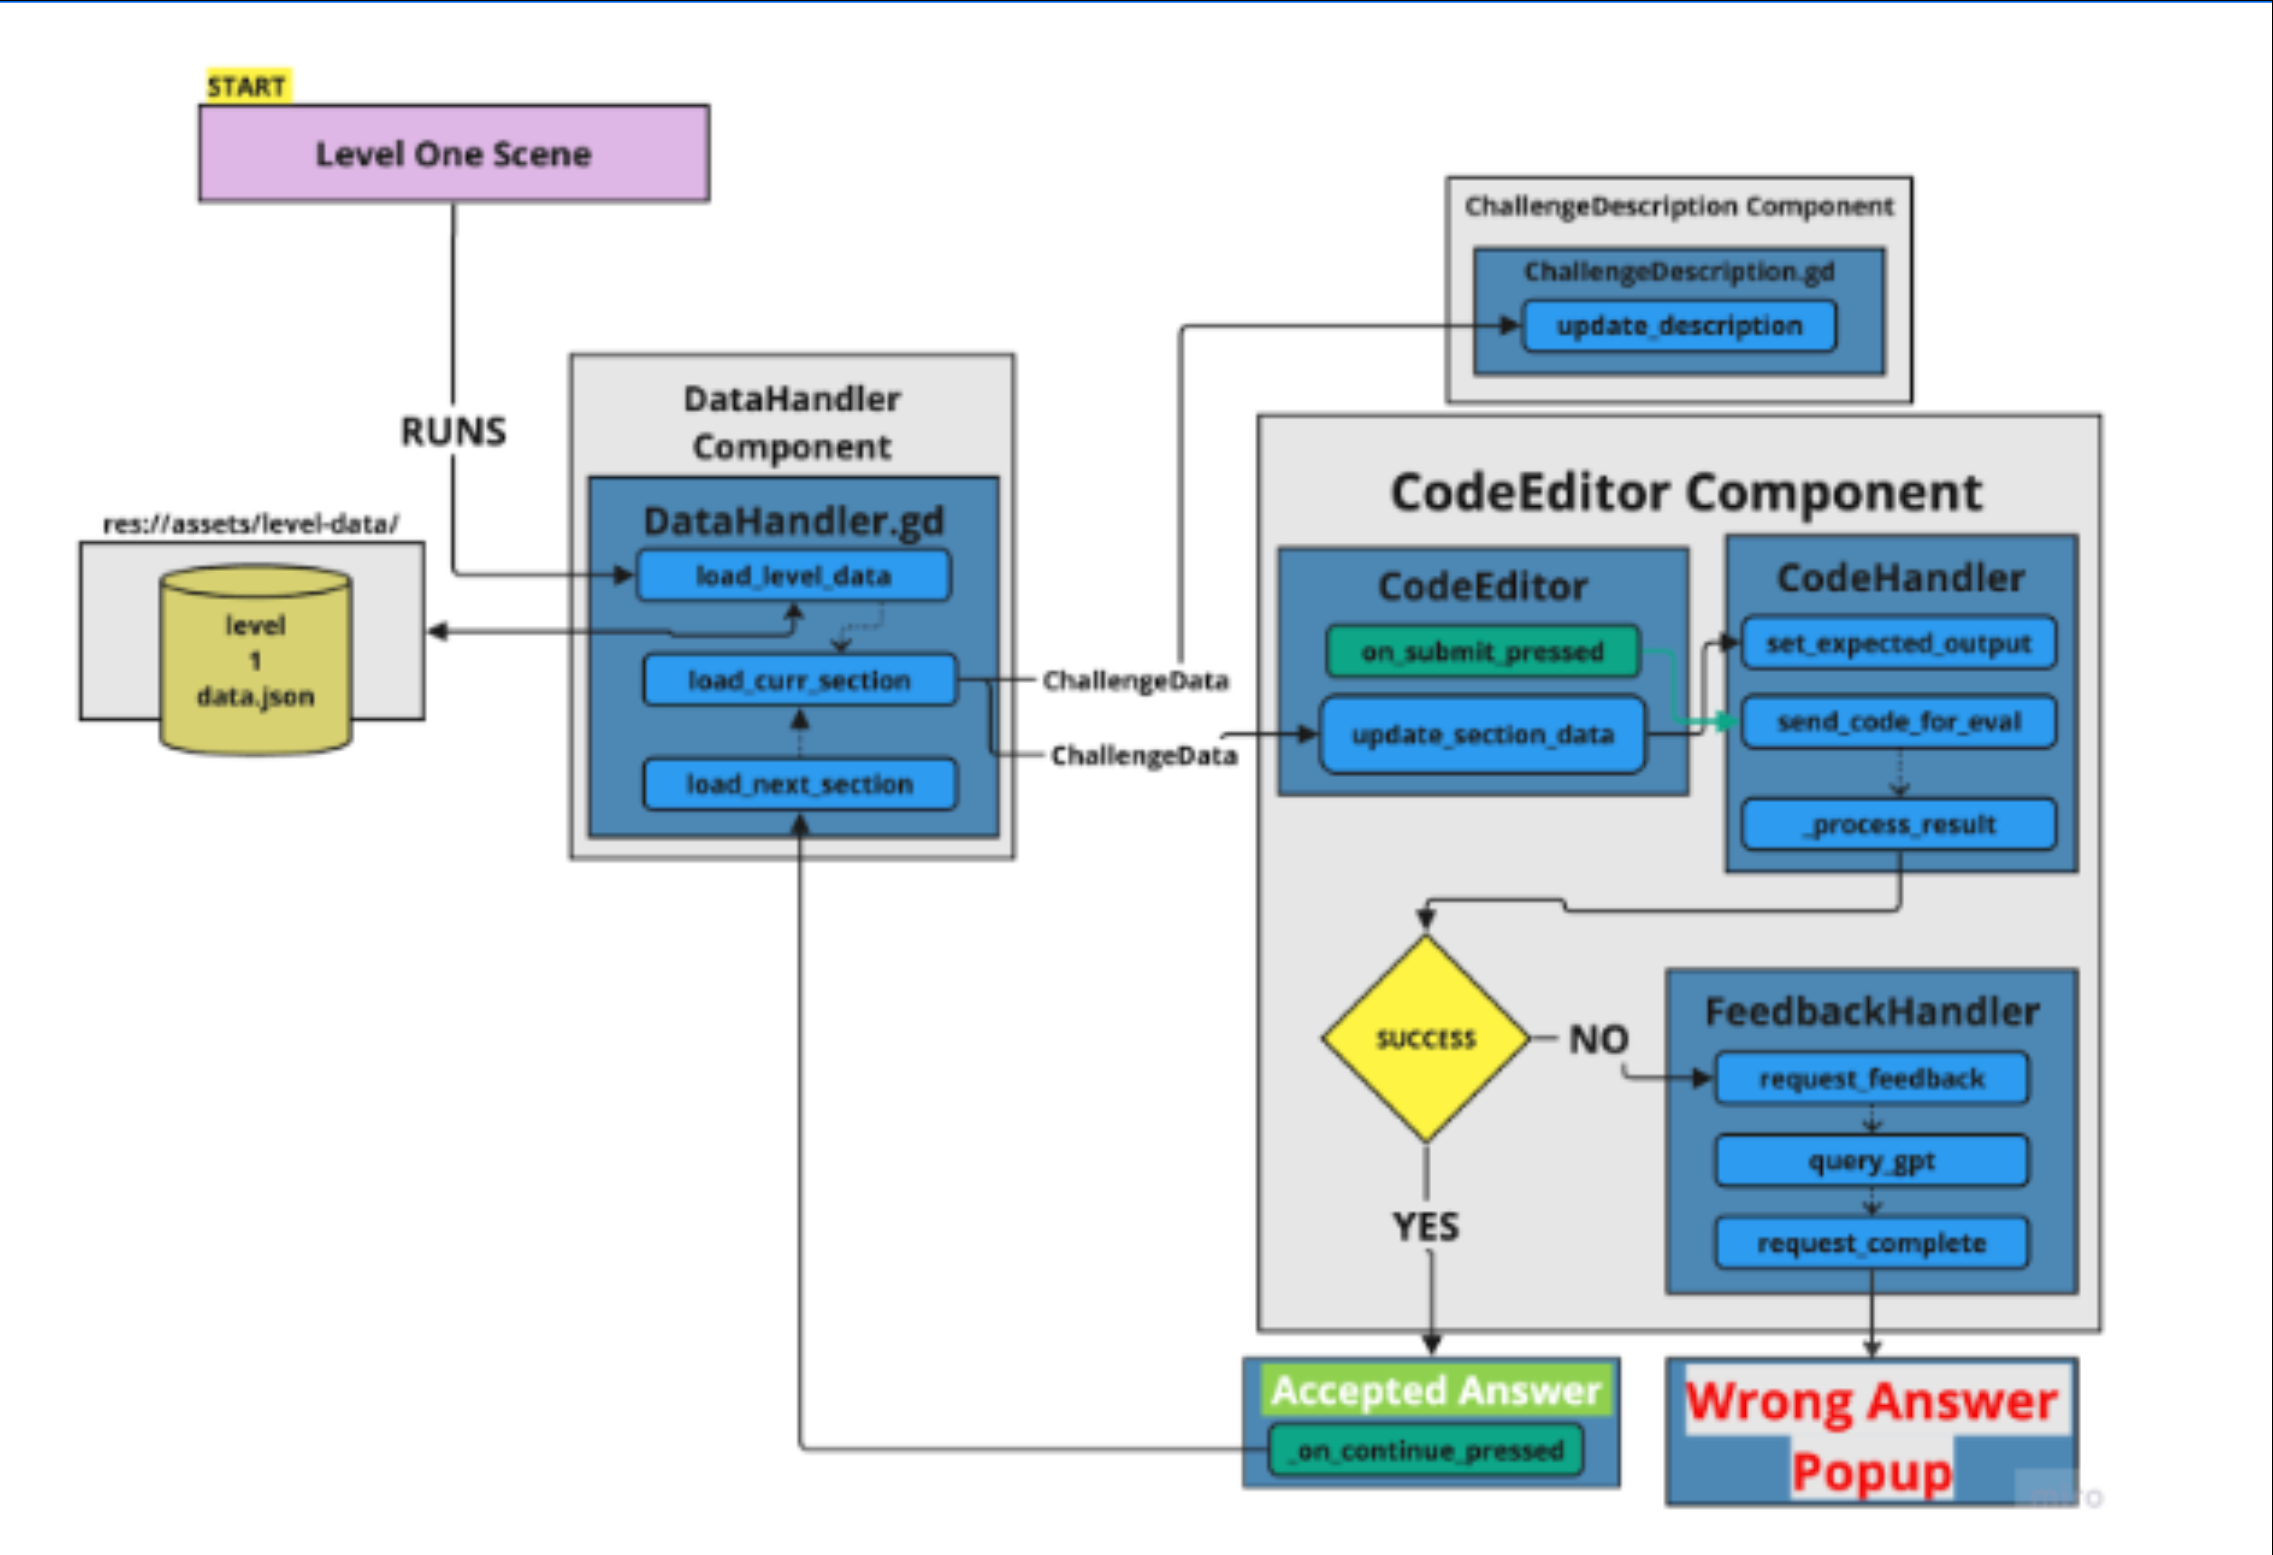 START
Level One Scene
RUNS
res://assets/level-data/
level
1
data.json
DataHandler
Component
DataHandler.gd
load_level_data
load_curr_section
load_next_section
ChallengeData
ChallengeData
ChallengeDescription Component
ChallengeDescription.gd
update_description
CodeEditor Component
CodeEditor
on_submit_pressed
update_section_data
CodeHandler
set_expected_output
send_code_for_eval
_process_result
SUCCESS
NO
YES
FeedbackHandler
request_feedback
query_gpt
request_complete
Accepted Answer
_on_continue_pressed
Wrong Answer
Popup
miro